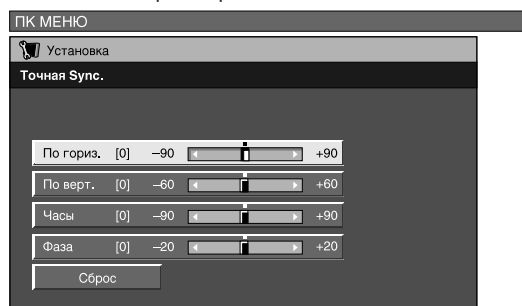 ПК МЕНЮ
Установка
Точная Sync.
По гориз. [0] –90 +90
По верт. [0] –60 +60
Часы [0] –90 +90
Фаза [0] –20 +20
Сброс